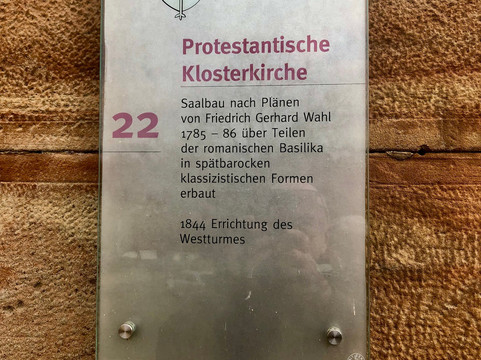 Protestantische
Klosterkirche
22
Saalbau nach Plänen
von Friedrich Gerhard Wahl
1785 – 86 über Teilen
der romanischen Basilika
in spätbarocken
klassizistischen Formen
erbaut
1844 Errichtung des
Westturmes